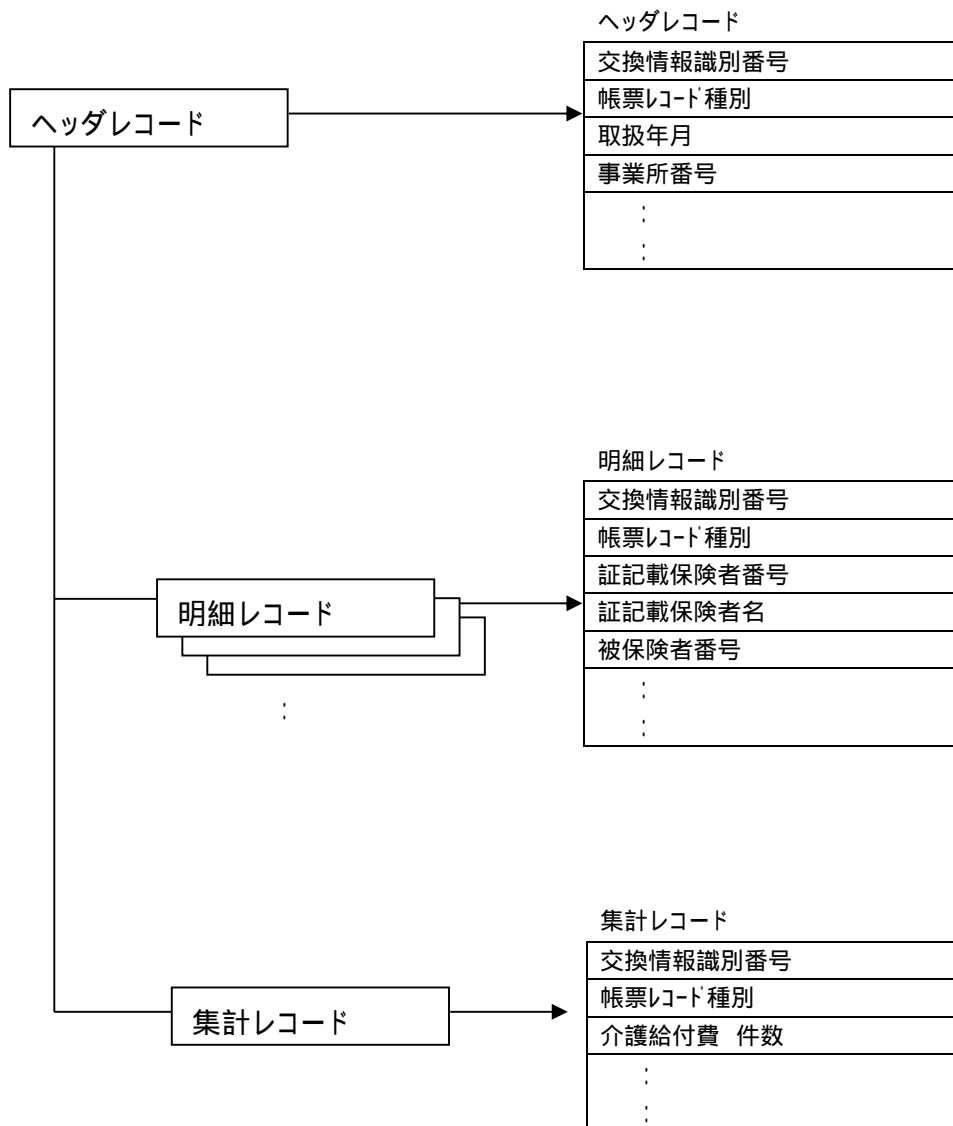 ヘッダレコード
ヘッダレコード
交換情報識別番号
帳票ﾚｺｰﾄﾞ種別
取扱年月
事業所番号
:
:
明細レコード
:
明細レコード
交換情報識別番号
帳票ﾚｺｰﾄﾞ種別
証記載保険者番号
証記載保険者名
被保険者番号
:
:
集計レコード
集計レコード
交換情報識別番号
帳票ﾚｺｰﾄﾞ種別
介護給付費 件数
:
: